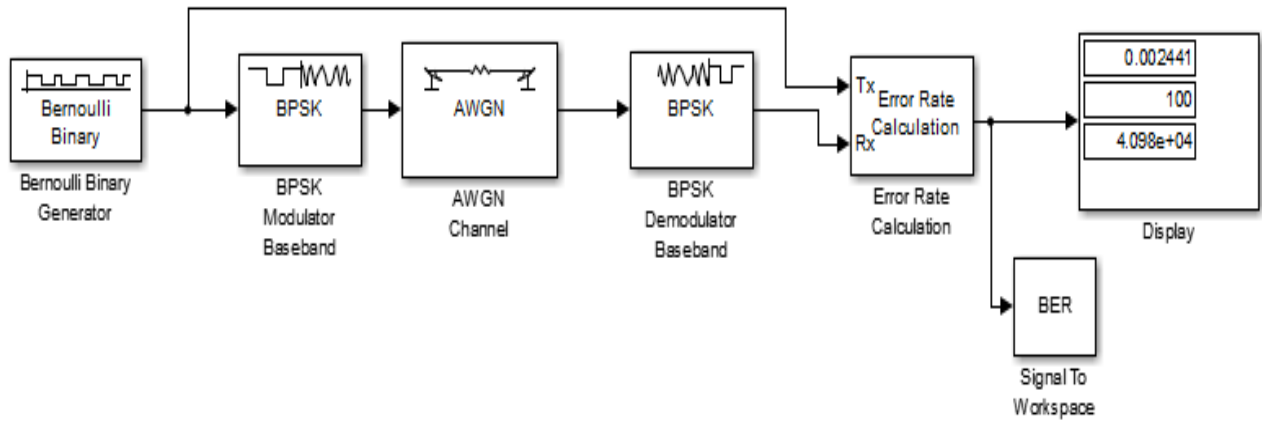 Bernoulli
Binary
Bernoulli Binary
Generator
BPSK
BPSK
Modulator
Baseband
AWGN
AWGN
Channel
BPSK
BPSK
Demodulator
Baseband
Tx
Rx
Error Rate
Calculation
Error Rate
Calculation
0.002441
100
4.098e+04
Display
BER
Signal To
Workspace